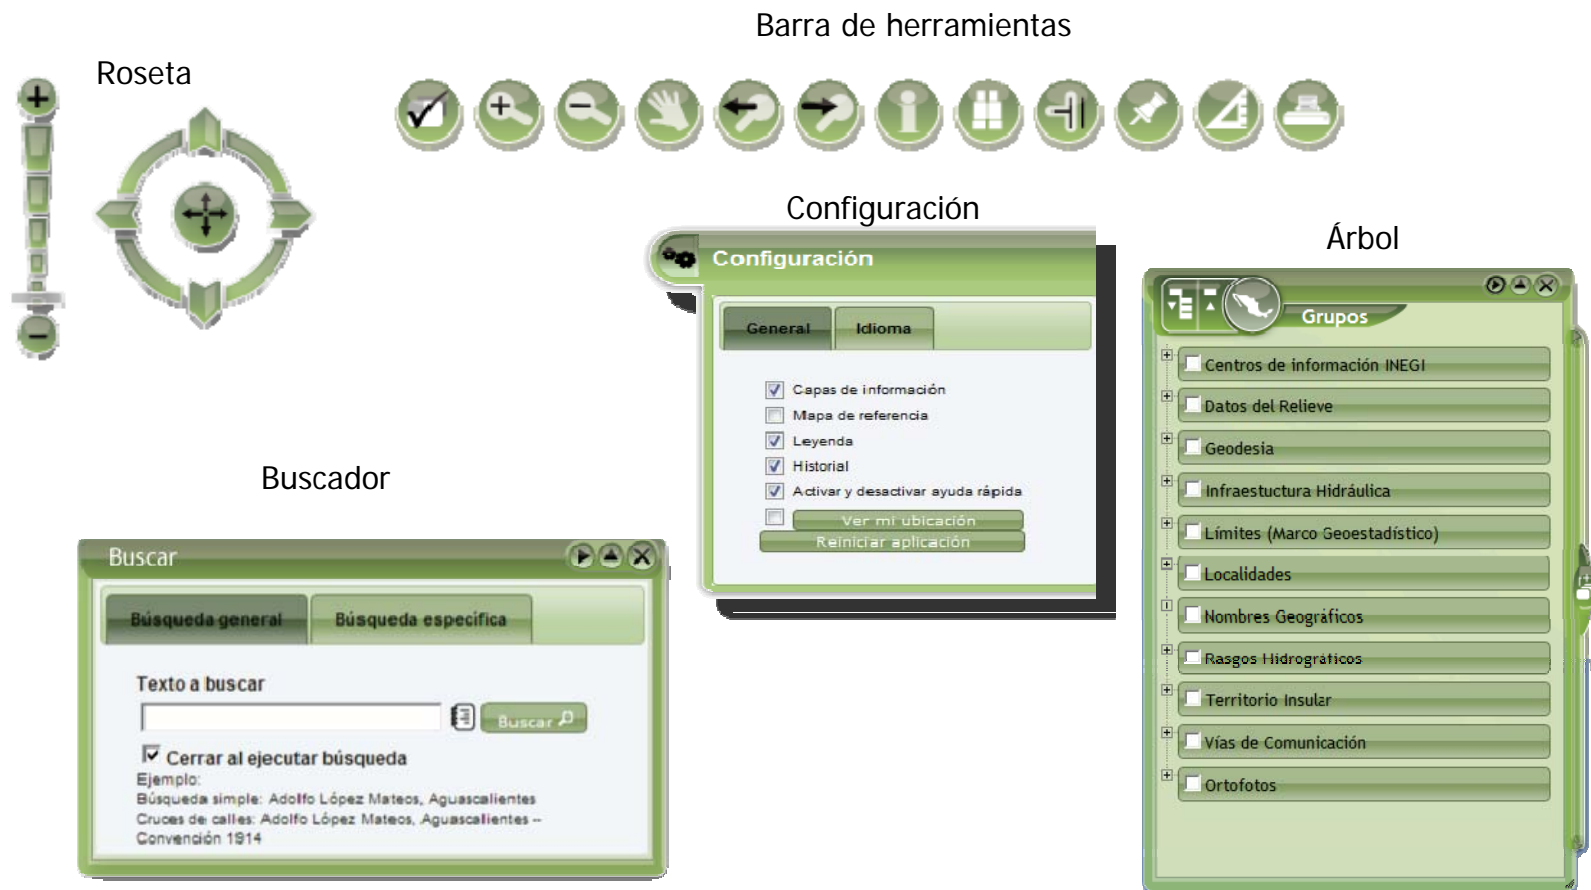 Barra de herramientas
Roseta
Configuración
Configuración
General Idioma
Capas de información
Mapa de referencia
Leyenda
Historial
Activar y desactivar ayuda rápida
Ver mi ubicación
Reiniciar aplicación
Árbol
Grupos
Centros de información INEGI
Datos del Relieve
Geodesia
Infraestuctura Hidráulica
Límites (Marco Geoestadístico)
Localidades
Nombres Geográficos
Rasgos Hidrográficos
Territorio Insular
Vías de Comunicación
Ortofotos
Buscador
Buscar
Búsqueda general Búsqueda específica
Texto a buscar
Buscar
Cerrar al ejecutar búsqueda
Ejemplo:
Búsqueda simple: Adolfo López Mateos, Aguascalientes
Cruces de calles: Adolfo López Mateos, Aguascalientes --
Convención 1914